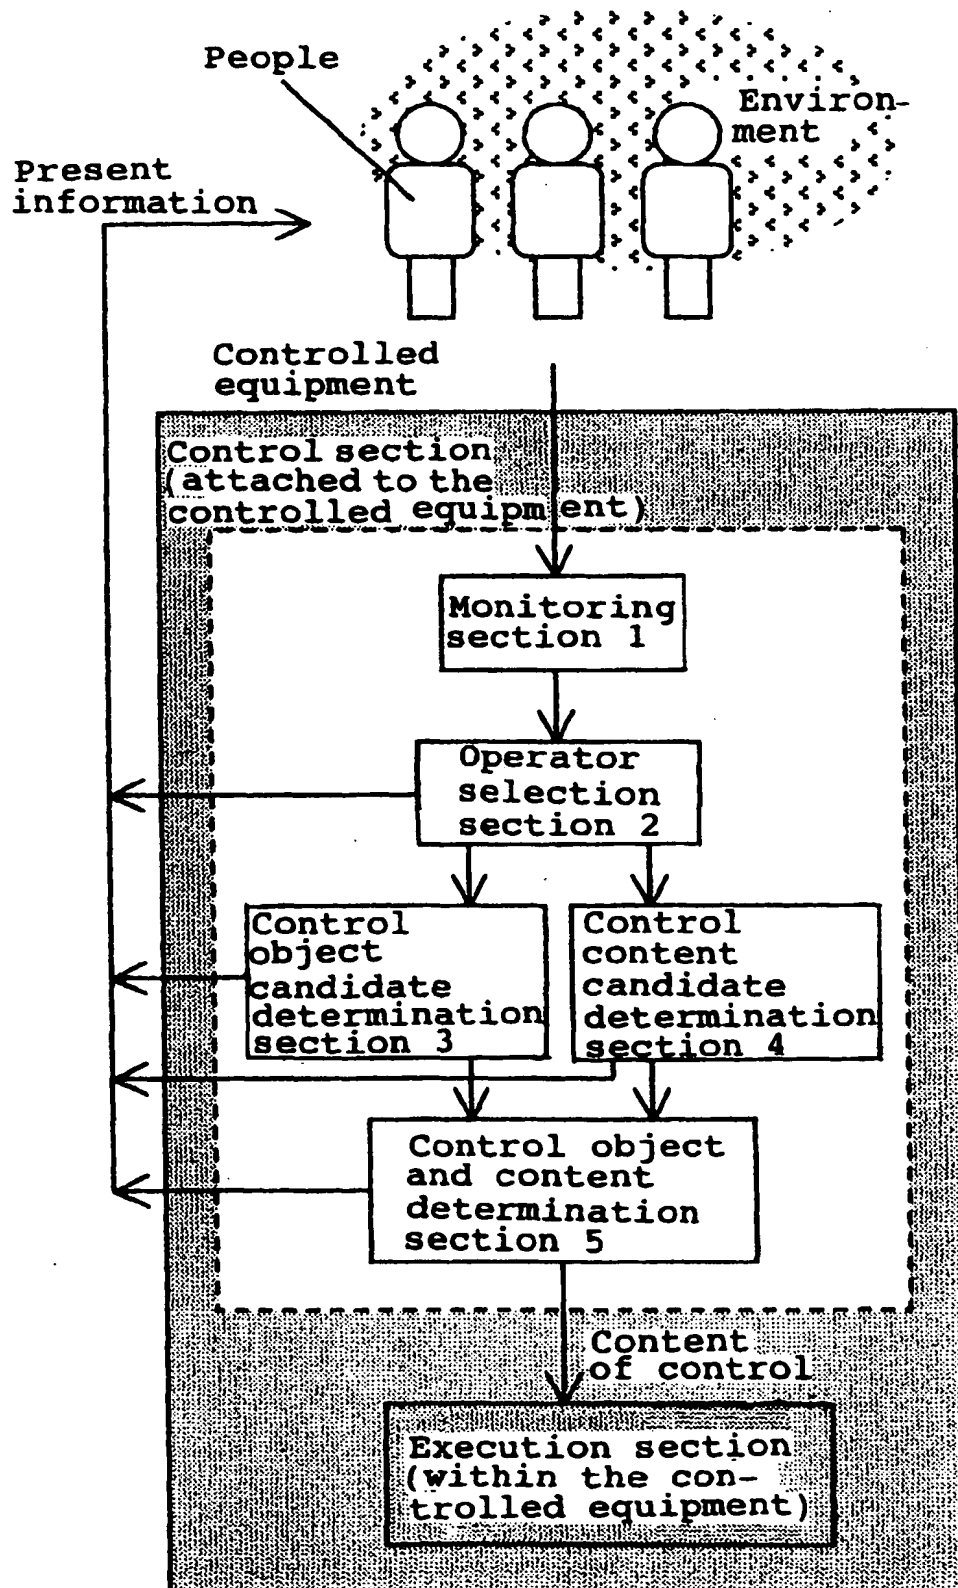 People
Environ-
ment
Present
information
Controlled
equipment
Control section
(attached to the
controlled equipment)
Monitoring
section 1
Operator
selection
section 2
Control
object
candidate
determination
section 3
Control
content
candidate
determination
section 4
Control object
and content
determination
section 5
Content
of control
Execution section
(within the con-
trolled equipment)